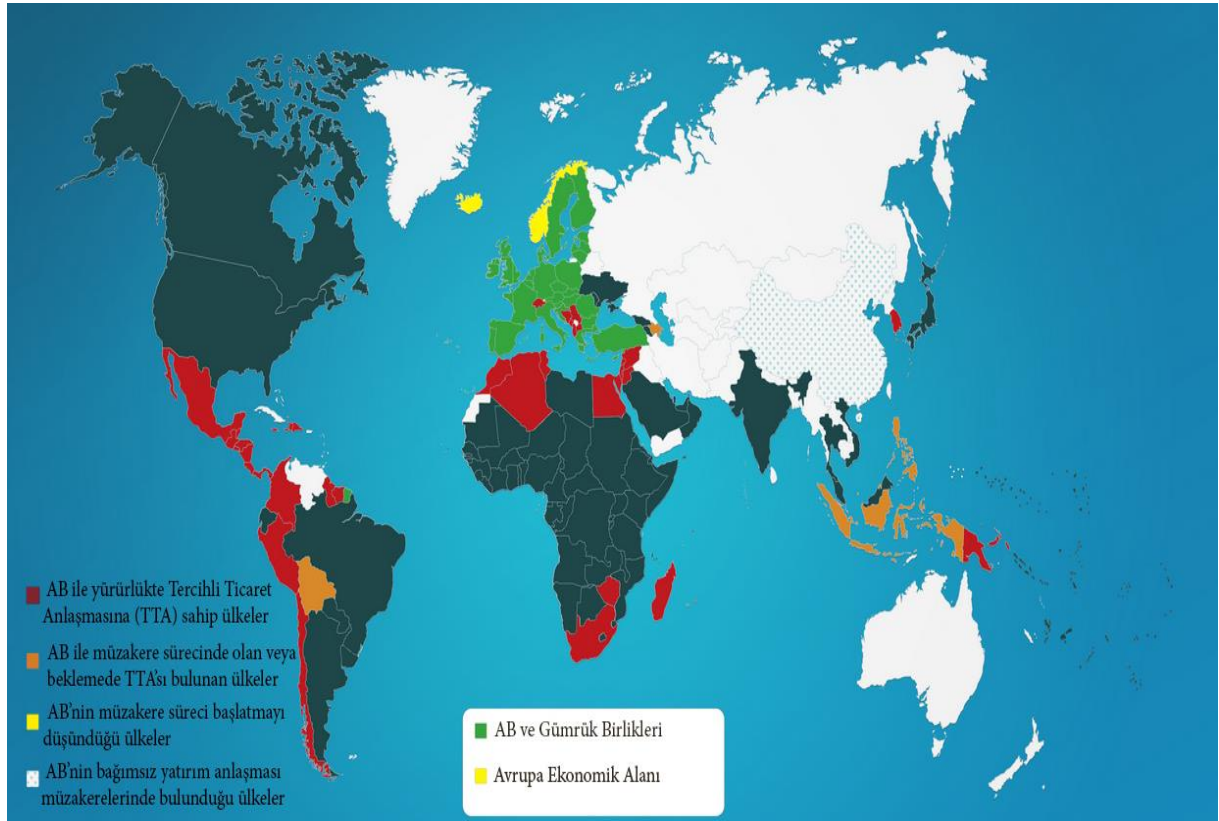 AB ile yürürlükte Tercihli Ticaret
Anlaşmasına (TTA) sahip ülkeler
AB ile müzakere sürecinde olan veya
beklemede TTA'sı bulunan ülkeler
AB'nin müzakere süreci başlatmayı
düşündüğü ülkeler
AB'nin bağımsız yatırım anlaşması
müzakerelerinde bulunduğu ülkeler
AB ve Gümrük Birlikleri
Avrupa Ekonomik Alanı